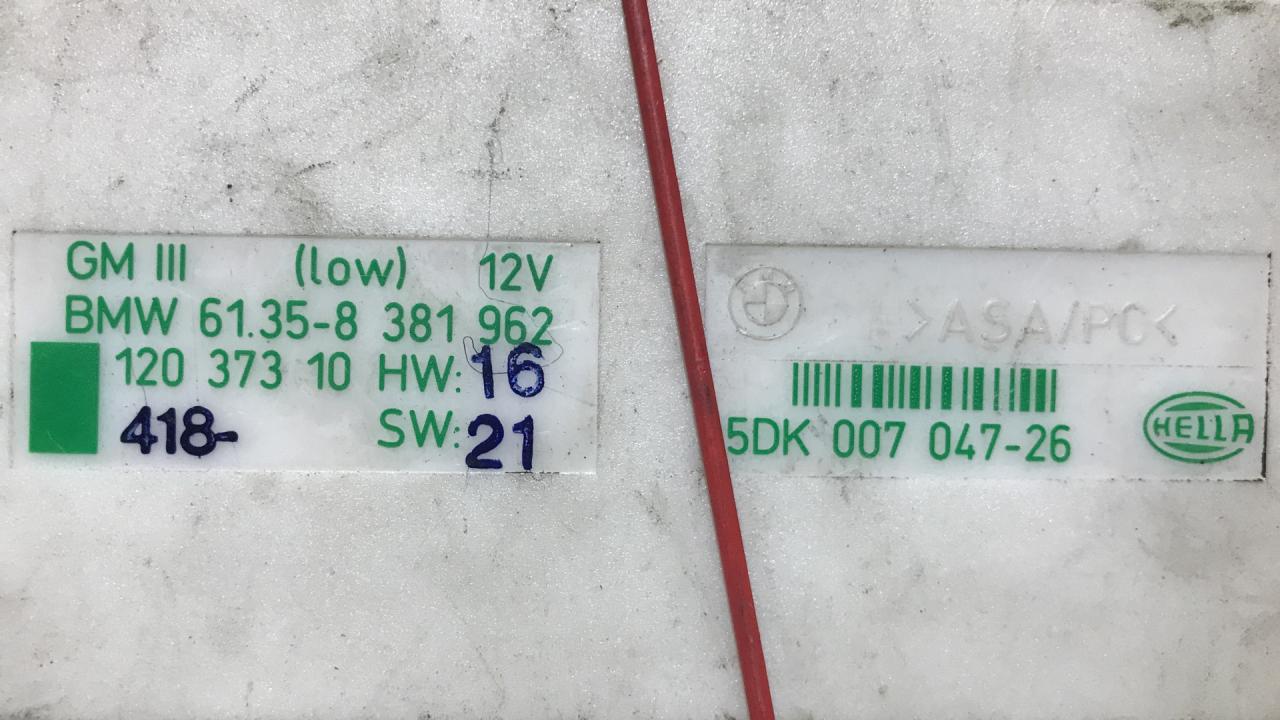 GM III (low) 12V
BMW 61.35-8 381 962
120 373 10 HW: 16
418- SW: 21
>ASA/PC<
5DK 007 047-26
HELLA